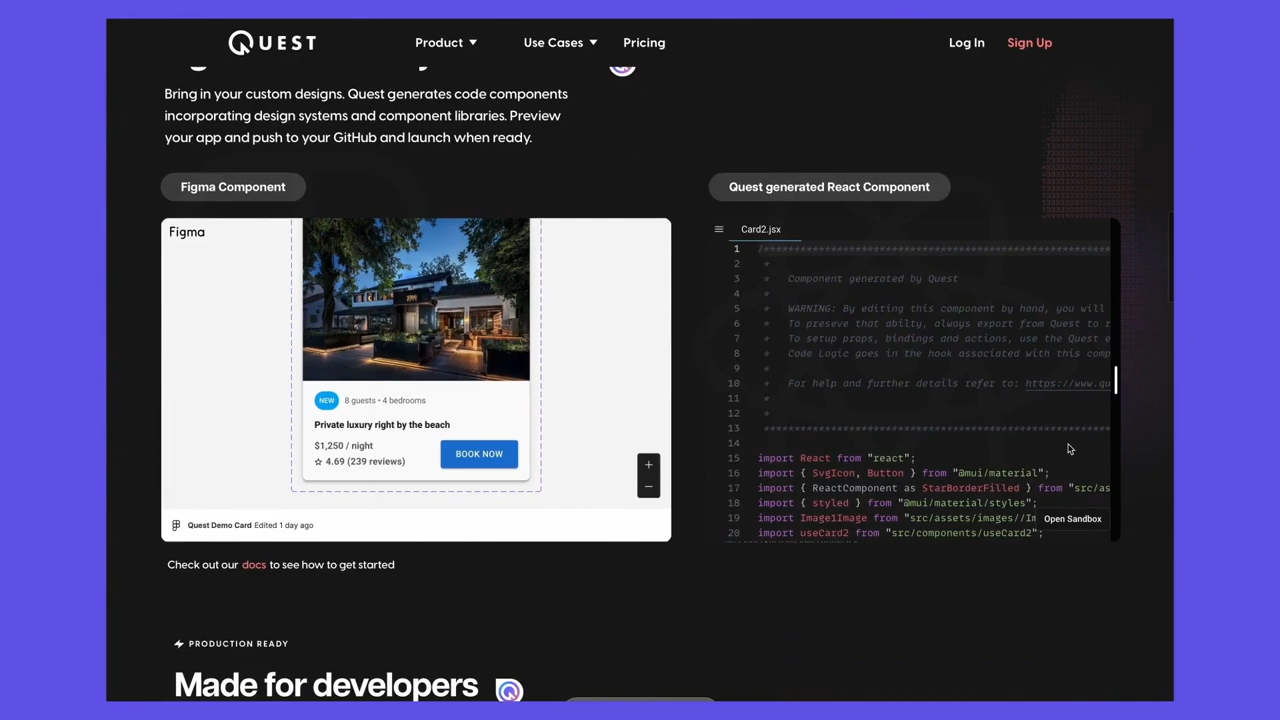 QUEST
Product
Use Cases
Pricing
Log In
Sign Up
Bring in your custom designs. Quest generates code components
incorporating design systems and component libraries. Preview
your app and push to your GitHub and launch when ready.
Figma Component
Figma
NEW 8 guests • 4 bedrooms
Private luxury right by the beach
$1,250 / night
4.69 (239 reviews)
BOOK NOW
+
−
Quest Demo Card Edited 1 day ago
Check out our docs to see how to get started
Quest generated React Component
Card2.jsx
1 /**********************************************************
2 *
3 * Component generated by Quest
4 *
5 * WARNING: By editing this component by hand, you will
6 * To preseve that abilty, always export from Quest to r
7 * To setup props, bindings and actions, use the Quest e
8 * Code Logic goes in the hook associated with this comp
9 *
10 * For help and further details refer to: https://www.qu
11 *
12 *
13 **********************************************************
14
15 import React from "react";
16 import { SvgIcon, Button } from "@mui/material";
17 import { ReactComponent as StarBorderFilled } from "src/as
18 import { styled } from "@mui/material/styles";
19 import Image1Image from "src/assets/images//Im
20 import useCard2 from "src/components/useCard2";
Open Sandbox
PRODUCTION READY
Made for developers